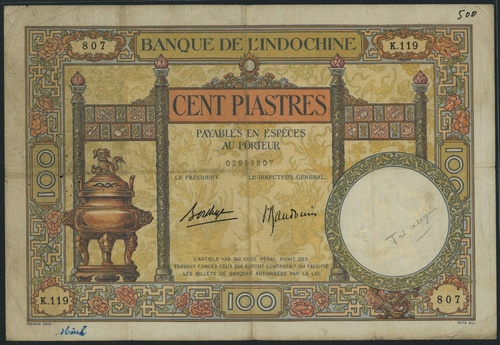 500
807 BANQUE DE L'INDOCHINE K.119
CENT PIASTRES
PAYABLES EN ESPÈCES
AU PORTEUR
02959807
LE PRÉSIDENT. LE DIRECTEUR GÉNÉRAL.
100 100
L'ARTICLE 139 DU CODE PÉNAL PUNIT DES
TRAVAUX FORCÉS CEUX QUI AURONT CONTREFAIT OU FALSIFIÉ
LES BILLETS DE BANQUES AUTORISÉES PAR LA LOI
K.119 100 807